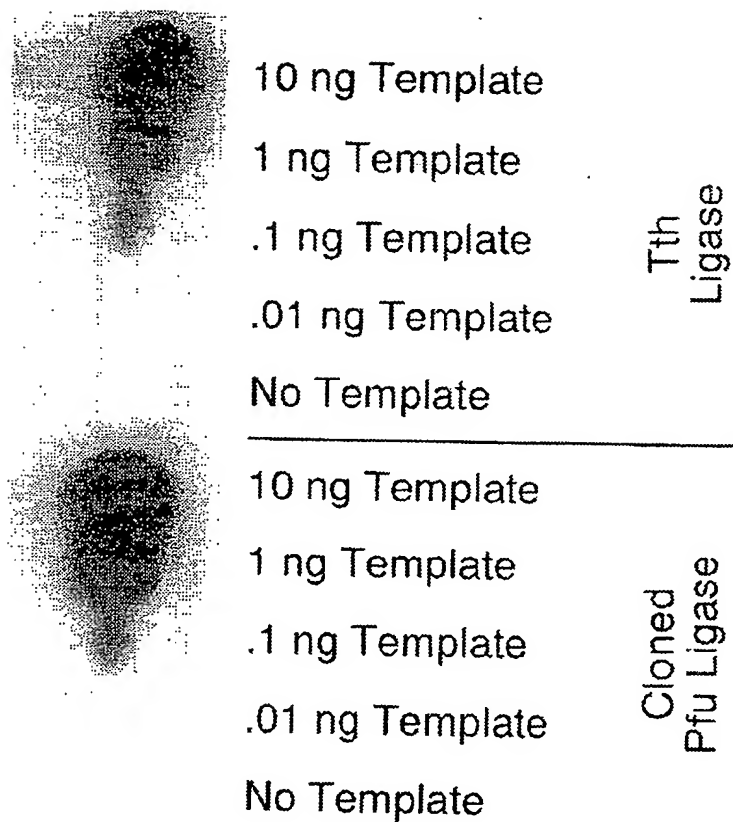 10 ng Template
1 ng Template
.1 ng Template
.01 ng Template
No Template
Tth
Ligase
10 ng Template
1 ng Template
.1 ng Template
.01 ng Template
No Template
Cloned
Pfu Ligase